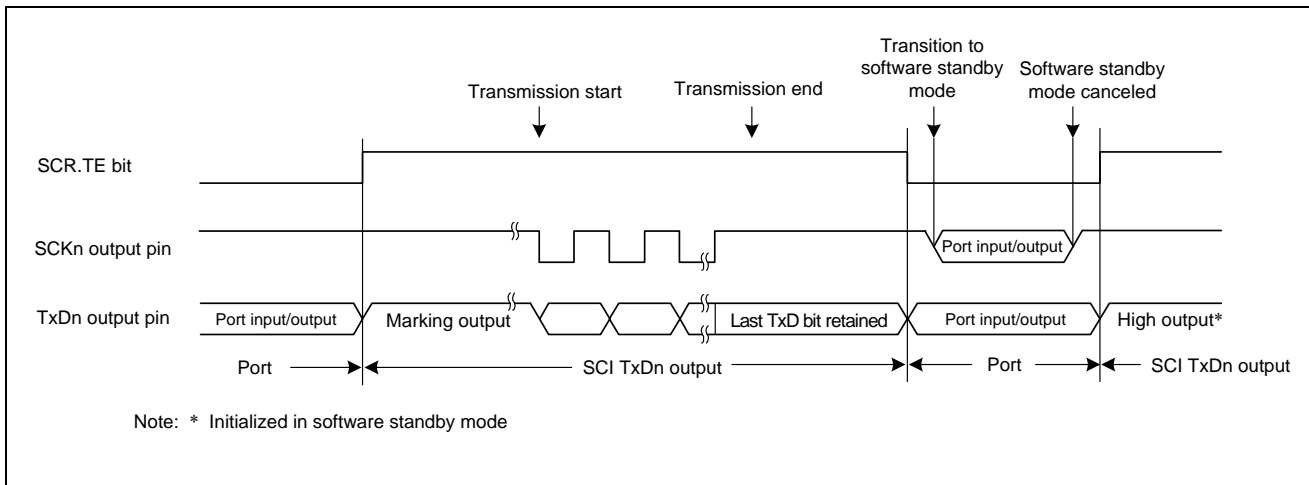 Transition to
software standby
mode
Software standby
mode canceled
Transmission start
Transmission end
SCR.TE bit
SCKn output pin
Port input/output
TxDn output pin
Port input/output
Marking output
Last TxD bit retained
Port input/output
High output*
Port
SCI TxDn output
Port
SCI TxDn output
Note: * Initialized in software standby mode